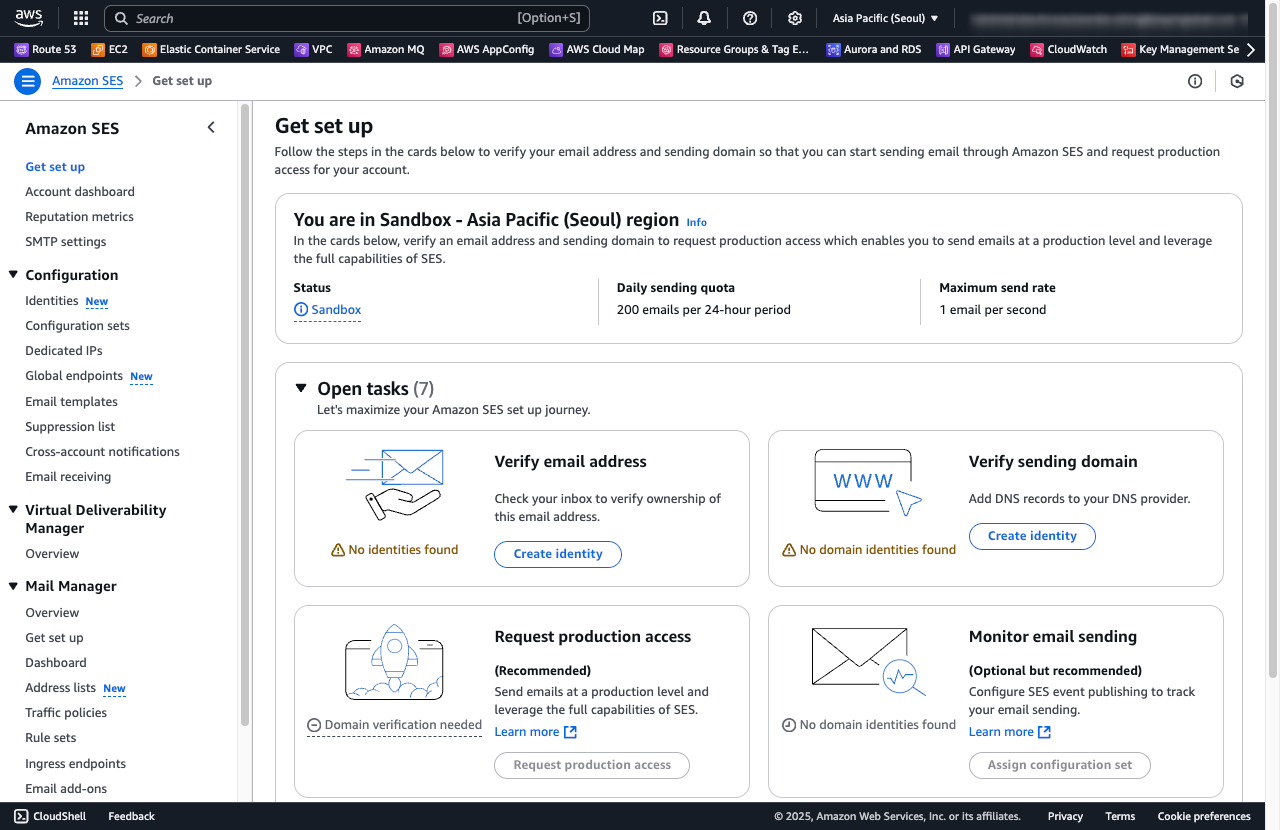 aws
Search
[Option+S]
Asia Pacific (Seoul)
Route 53
EC2
Elastic Container Service
VPC
Amazon MQ
AWS AppConfig
AWS Cloud Map
Resource Groups & Tag E...
Aurora and RDS
API Gateway
CloudWatch
Key Management Se
Amazon SES
Get set up
Amazon SES
Get set up
Account dashboard
Reputation metrics
SMTP settings
Configuration
Identities New
Configuration sets
Dedicated IPs
Global endpoints New
Email templates
Suppression list
Cross-account notifications
Email receiving
Virtual Deliverability
Manager
Overview
Mail Manager
Overview
Get set up
Dashboard
Address lists New
Traffic policies
Rule sets
Ingress endpoints
Email add-ons
Get set up
Follow the steps in the cards below to verify your email address and sending domain so that you can start sending email through Amazon SES and request production
access for your account.
You are in Sandbox - Asia Pacific (Seoul) region Info
In the cards below, verify an email address and sending domain to request production access which enables you to send emails at a production level and leverage
the full capabilities of SES.
Status
Sandbox
Daily sending quota
200 emails per 24-hour period
Maximum send rate
1 email per second
Open tasks (7)
Let's maximize your Amazon SES set up journey.
No identities found
Verify email address
Check your inbox to verify ownership of
this email address.
Create identity
WWW
No domain identities found
Verify sending domain
Add DNS records to your DNS provider.
Create identity
Domain verification needed
Request production access
(Recommended)
Send emails at a production level and
leverage the full capabilities of SES.
Learn more
Request production access
No domain identities found
Monitor email sending
(Optional but recommended)
Configure SES event publishing to track
your email sending.
Learn more
Assign configuration set
CloudShell
Feedback
© 2025, Amazon Web Services, Inc. or its affiliates.
Privacy
Terms
Cookie preferences